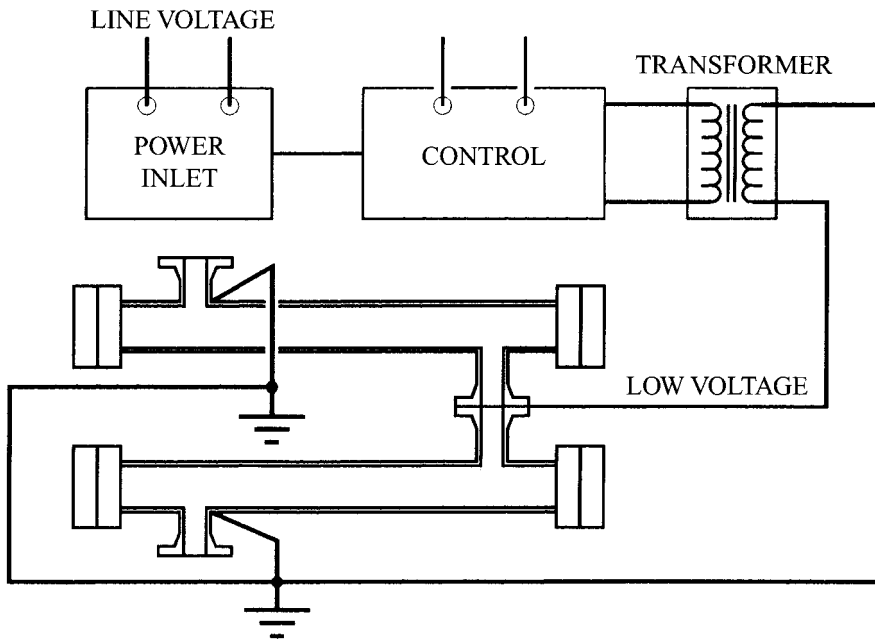 LINE VOLTAGE
TRANSFORMER
POWER
INLET
CONTROL
LOW VOLTAGE